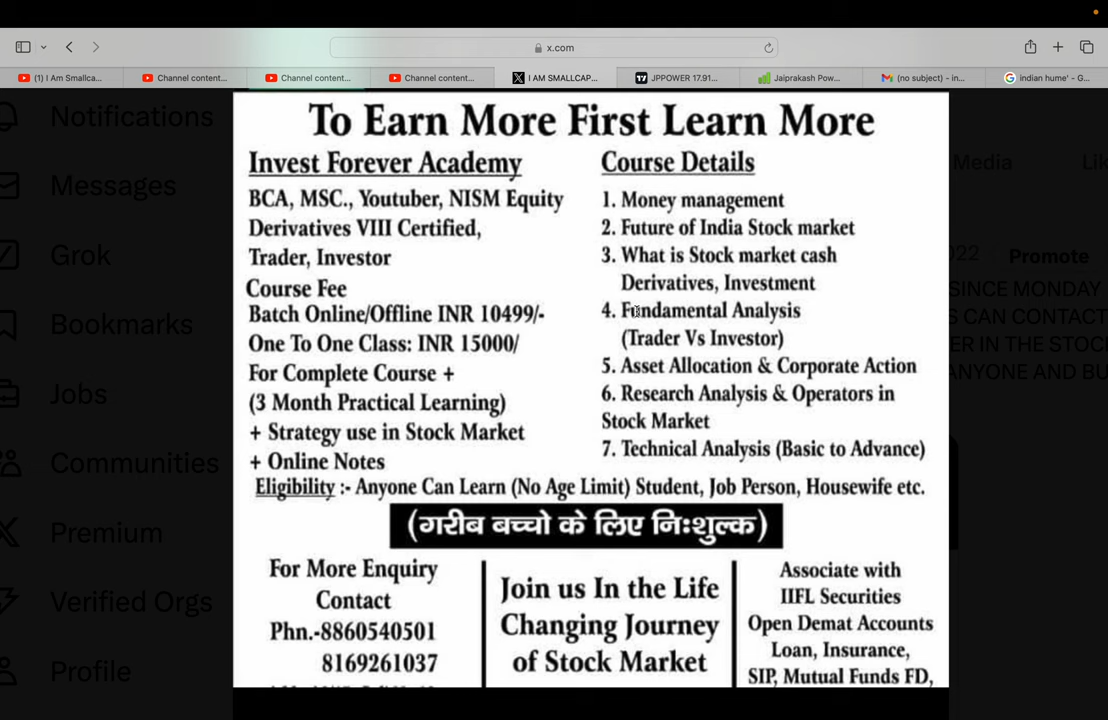 x.com
(1) I Am Smallca...
Channel content...
Channel content...
Channel content...
I AM SMALLCAP...
JPPOWER 17.91...
Jaiprakash Pow...
(no subject) - in...
Indian hume' - G...
Notifications
Messages
Grok
Bookmarks
Jobs
Communities
Premium
Verified Orgs
Profile
To Earn More First Learn More
Invest Forever Academy
BCA, MSC., Youtuber, NISM Equity
Derivatives VIII Certified,
Trader, Investor
Course Fee
Batch Online/Offline INR 10499/-
One To One Class: INR 15000/
For Complete Course +
(3 Month Practical Learning)
+ Strategy use in Stock Market
+ Online Notes
Course Details
1. Money management
2. Future of India Stock market
3. What is Stock market cash
Derivatives, Investment
4. Fundamental Analysis
(Trader Vs Investor)
5. Asset Allocation & Corporate Action
6. Research Analysis & Operators in
Stock Market
7. Technical Analysis (Basic to Advance)
Eligibility :- Anyone Can Learn (No Age Limit) Student, Job Person, Housewife etc.
(गरीब बच्चो के लिए निःशुल्क)
For More Enquiry
Contact
Phn.-8860540501
8169261037
Join us In the Life
Changing Journey
of Stock Market
Associate with
IIFL Securities
Open Demat Accounts
Loan, Insurance,
SIP, Mutual Funds FD,
Media
Lik
022 Promote
SINCE MONDAY
S CAN CONTACT
ER IN THE STOC
ANYONE AND BU